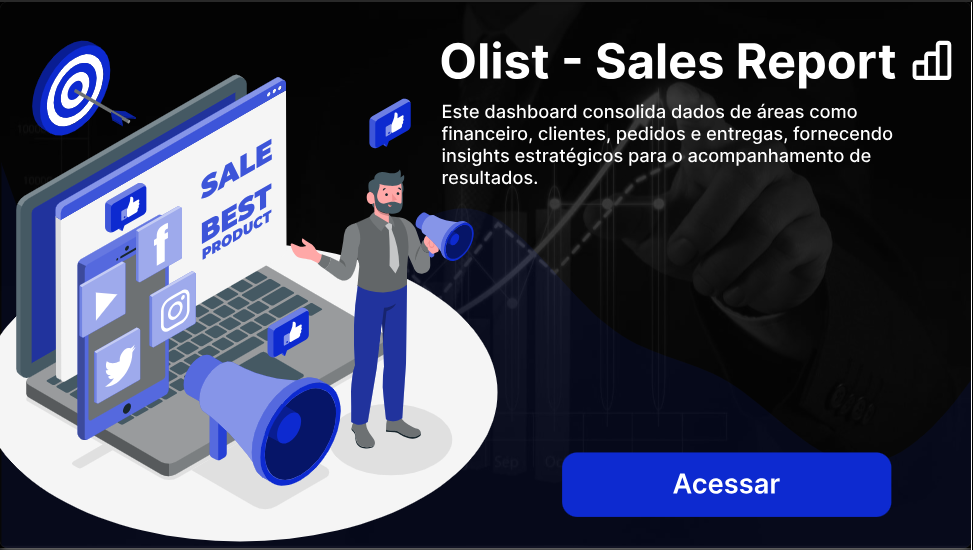 Olist - Sales Report
Este dashboard consolida dados de áreas como
financeiro, clientes, pedidos e entregas, fornecendo
insights estratégicos para o acompanhamento de
resultados.
SALE
BEST
PRODUCT
Sep
Acessar